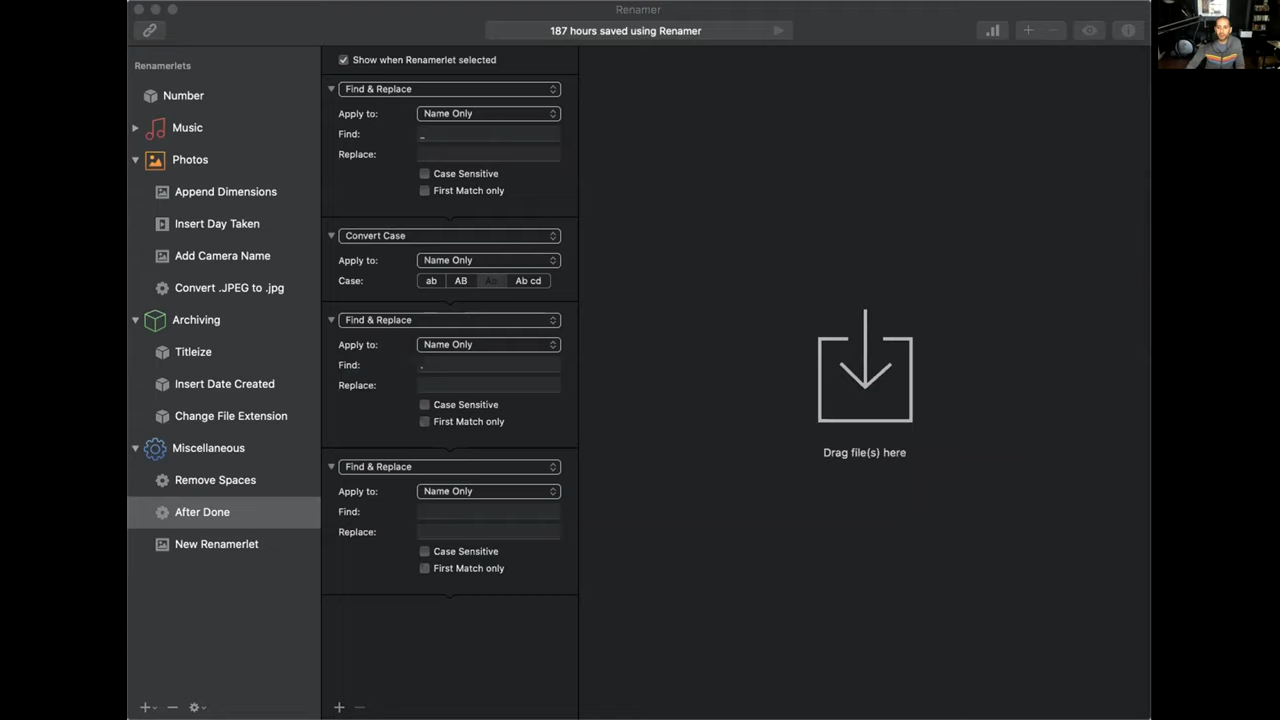 Renamer
187 hours saved using Renamer
Renamerlets
Number
Music
Photos
Append Dimensions
Insert Day Taken
Add Camera Name
Convert .JPEG to .jpg
Archiving
Titleize
Insert Date Created
Change File Extension
Miscellaneous
Remove Spaces
After Done
New Renamerlet
Show when Renamerlet selected
Find & Replace
Apply to: Name Only
Find: _
Replace:
Case Sensitive
First Match only
Convert Case
Apply to: Name Only
Case: ab AB Ab Ab cd
Find & Replace
Apply to: Name Only
Find: .
Replace:
Case Sensitive
First Match only
Find & Replace
Apply to: Name Only
Find:
Replace:
Case Sensitive
First Match only
Drag file(s) here